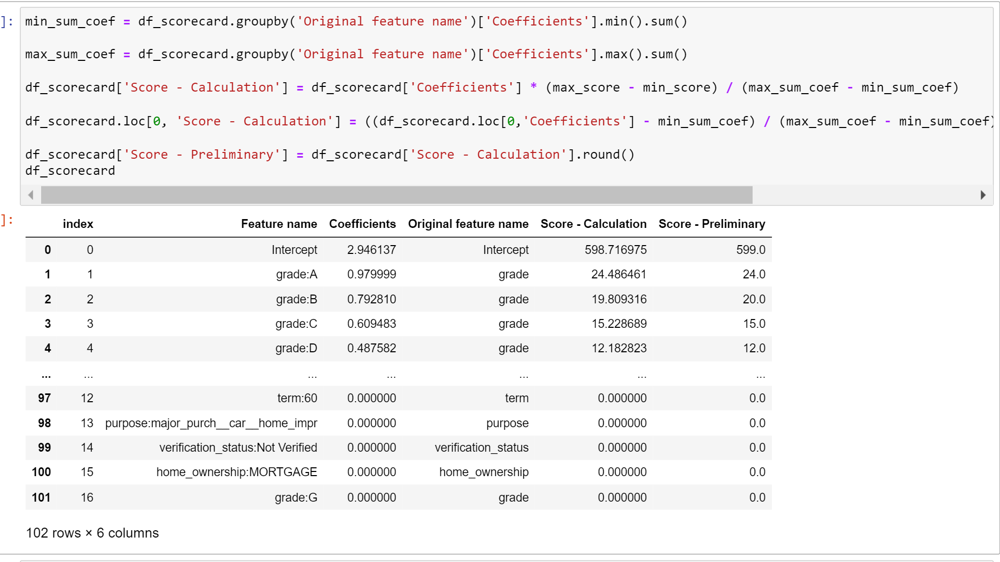 ]: min_sum_coef = df_scorecard.groupby('Original feature name')['Coefficients'].min().sum()
max_sum_coef = df_scorecard.groupby('Original feature name')['Coefficients'].max().sum()
df_scorecard['Score - Calculation'] = df_scorecard['Coefficients'] * (max_score - min_score) / (max_sum_coef - min_sum_coef)
df_scorecard.loc[0, 'Score - Calculation'] = ((df_scorecard.loc[0,'Coefficients'] - min_sum_coef) / (max_sum_coef - min_sum_coef)
df_scorecard['Score - Preliminary'] = df_scorecard['Score - Calculation'].round()
df_scorecard
]:
index Feature name Coefficients Original feature name Score - Calculation Score - Preliminary
0 0 Intercept 2.946137 Intercept 598.716975 599.0
1 1 grade:A 0.979999 grade 24.486461 24.0
2 2 grade:B 0.792810 grade 19.809316 20.0
3 3 grade:C 0.609483 grade 15.228689 15.0
4 4 grade:D 0.487582 grade 12.182823 12.0
... ... ... ... ... ... ...
97 12 term:60 0.000000 term 0.000000 0.0
98 13 purpose:major_purch__car__home_impr 0.000000 purpose 0.000000 0.0
99 14 verification_status:Not Verified 0.000000 verification_status 0.000000 0.0
100 15 home_ownership:MORTGAGE 0.000000 home_ownership 0.000000 0.0
101 16 grade:G 0.000000 grade 0.000000 0.0
102 rows × 6 columns